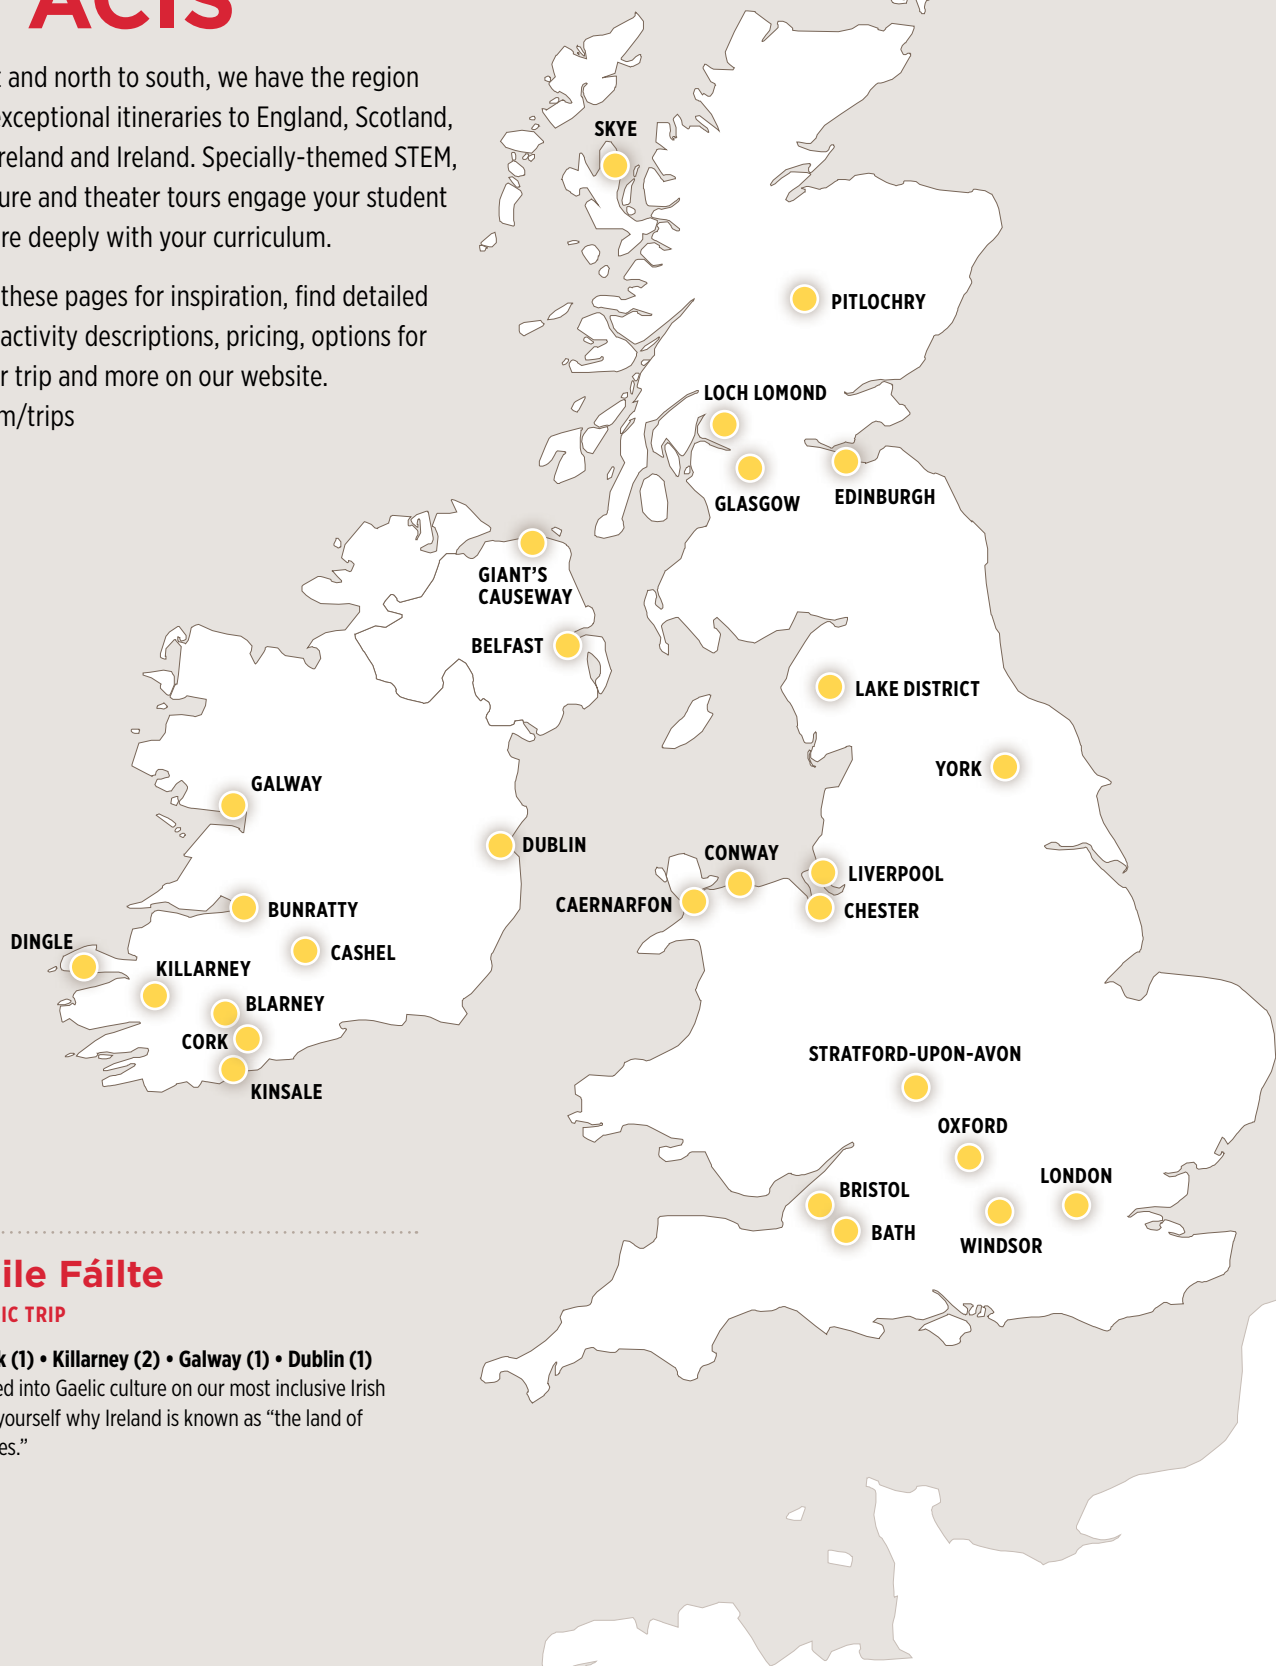 ACIS
and north to south, we have the region
exceptional itineraries to England, Scotland,
reland and Ireland. Specially-themed STEM,
ure and theater tours engage your student
re deeply with your curriculum.
these pages for inspiration, find detailed
activity descriptions, pricing, options for
r trip and more on our website.
m/trips
SKYE
PITLOCHRY
LOCH LOMOND
GLASGOW
EDINBURGH
GIANT'S
CAUSEWAY
BELFAST
LAKE DISTRICT
YORK
GALWAY
DUBLIN
CONWAY
LIVERPOOL
CAERNARFON
CHESTER
BUNRATTY
DINGLE
CASHEL
KILLARNEY
BLARNEY
CORK
KINSALE
STRATFORD-UPON-AVON
OXFORD
LONDON
BRISTOL
BATH
WINDSOR
ile Fáilte
IC TRIP
k (1) • Killarney (2) • Galway (1) • Dublin (1)
ed into Gaelic culture on our most inclusive Irish
yourself why Ireland is known as “the land of
es.”